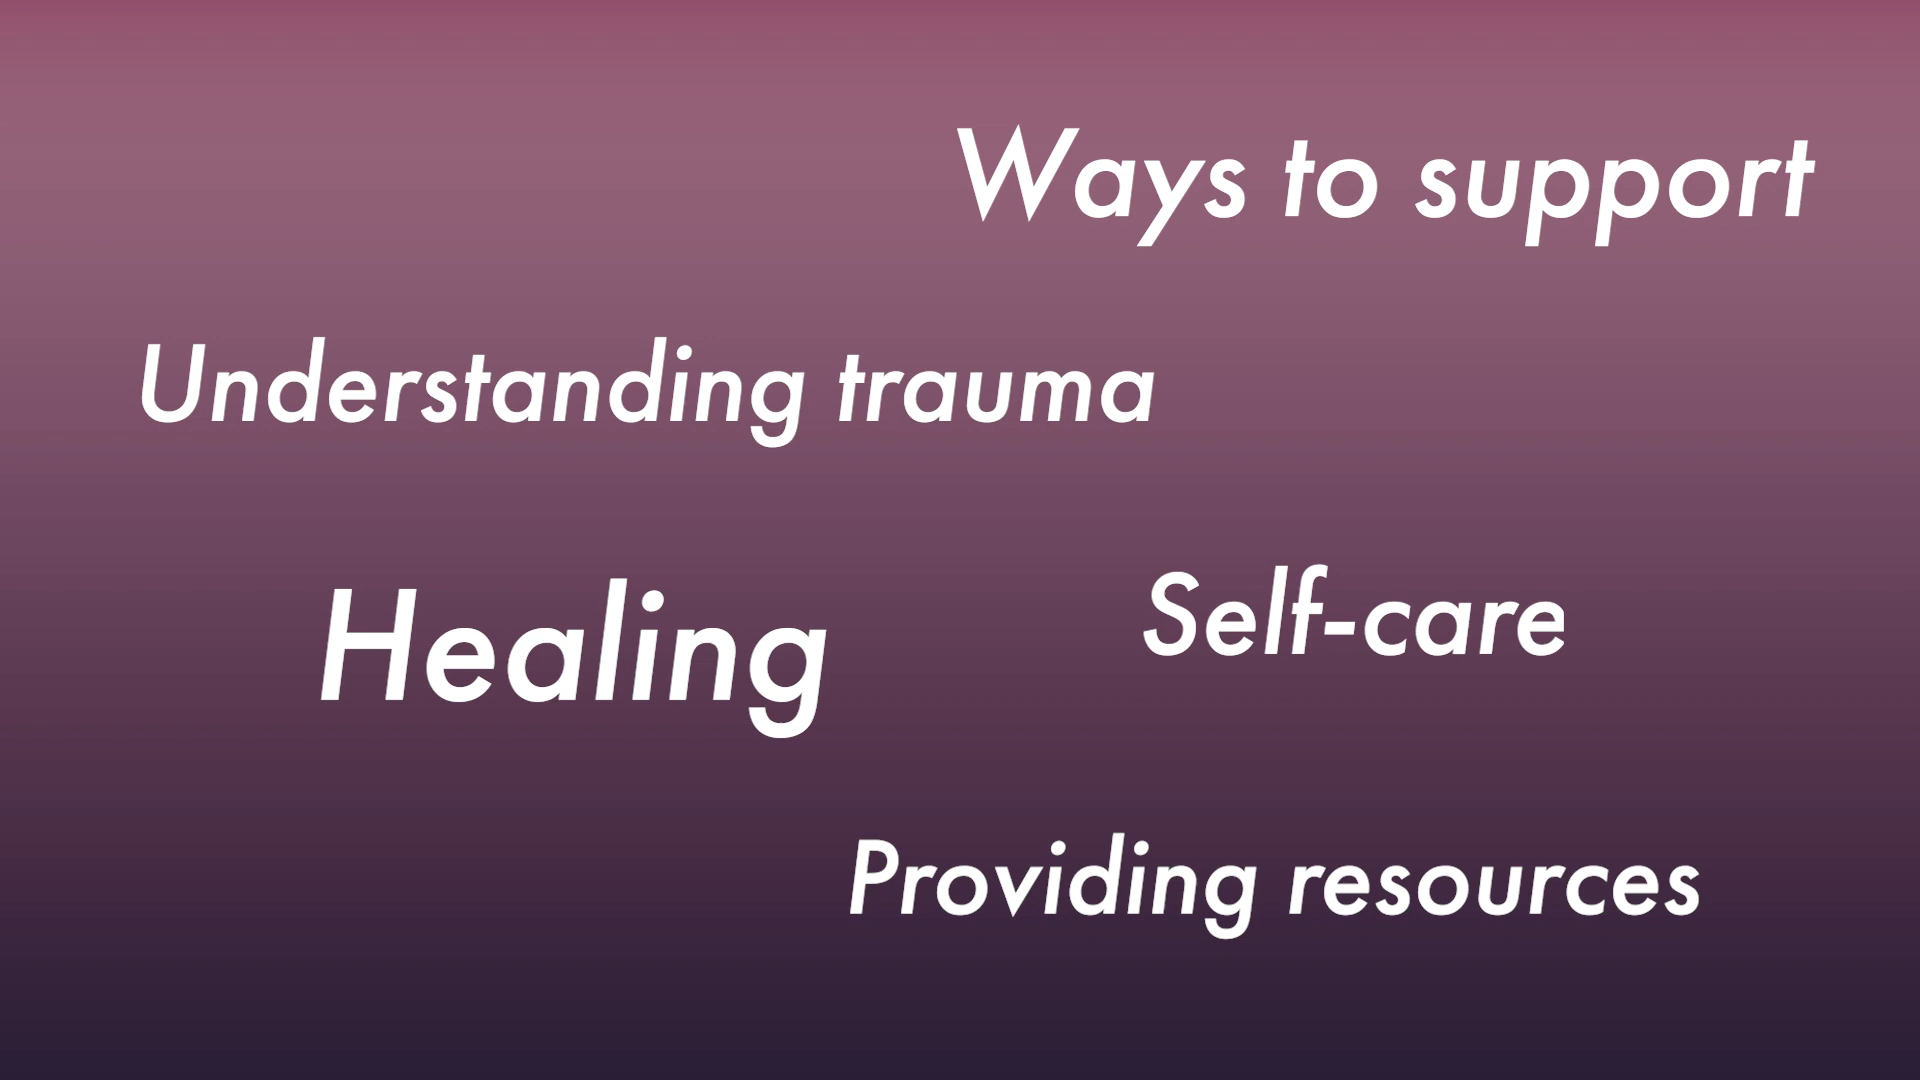 Ways to support
Understanding trauma
Healing
Self-care
Providing resources